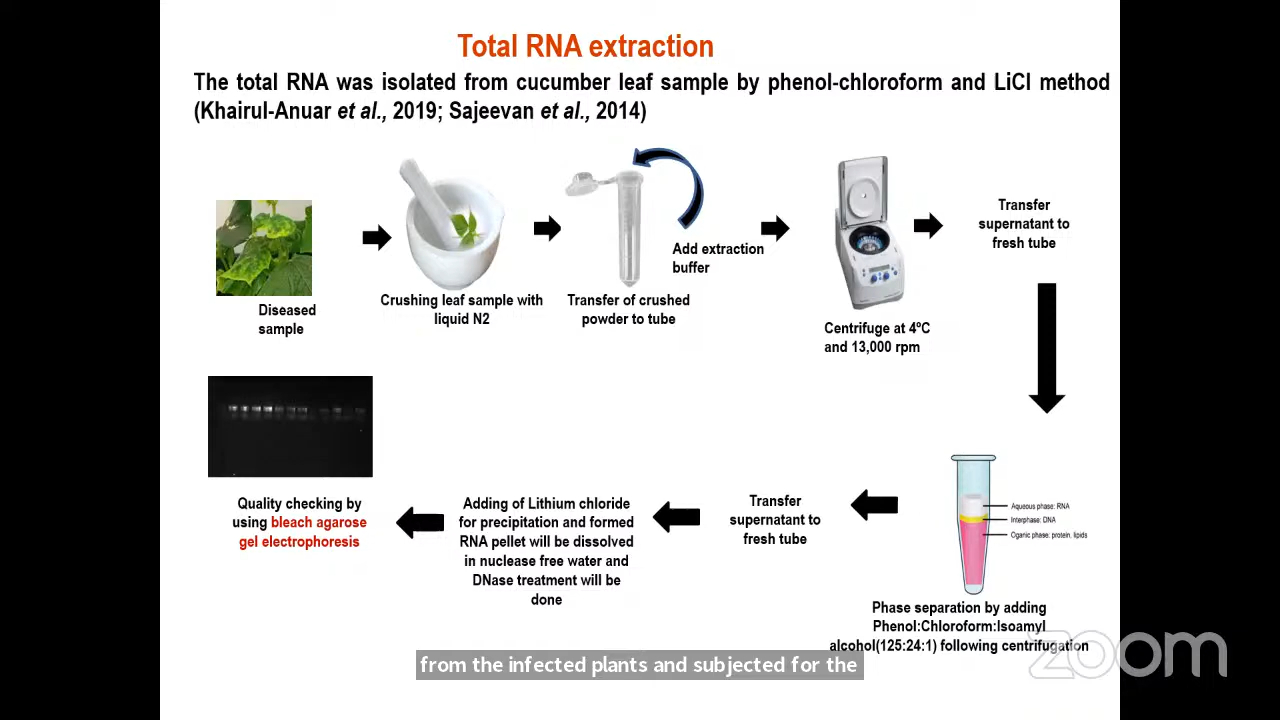 Total RNA extraction
The total RNA was isolated from cucumber leaf sample by phenol-chloroform and LiCl method
(Khairul-Anuar et al., 2019; Sajeevan et al., 2014)
Diseased
sample
Crushing leaf sample with
liquid N2
Transfer of crushed
powder to tube
Add extraction
buffer
Centrifuge at 4ºC
and 13,000 rpm
Transfer
supernatant to
fresh tube
Aqueous phase: RNA
Interphase: DNA
Oganic phase: protein, lipids
Phase separation by adding
Phenol:Chloroform:Isoamyl
alcohol(125:24:1) following centrifugation
Transfer
supernatant to
fresh tube
Adding of Lithium chloride
for precipitation and formed
RNA pellet will be dissolved
in nuclease free water and
DNase treatment will be
done
Quality checking by
using bleach agarose
gel electrophoresis
from the infected plants and subjected for the
zoom